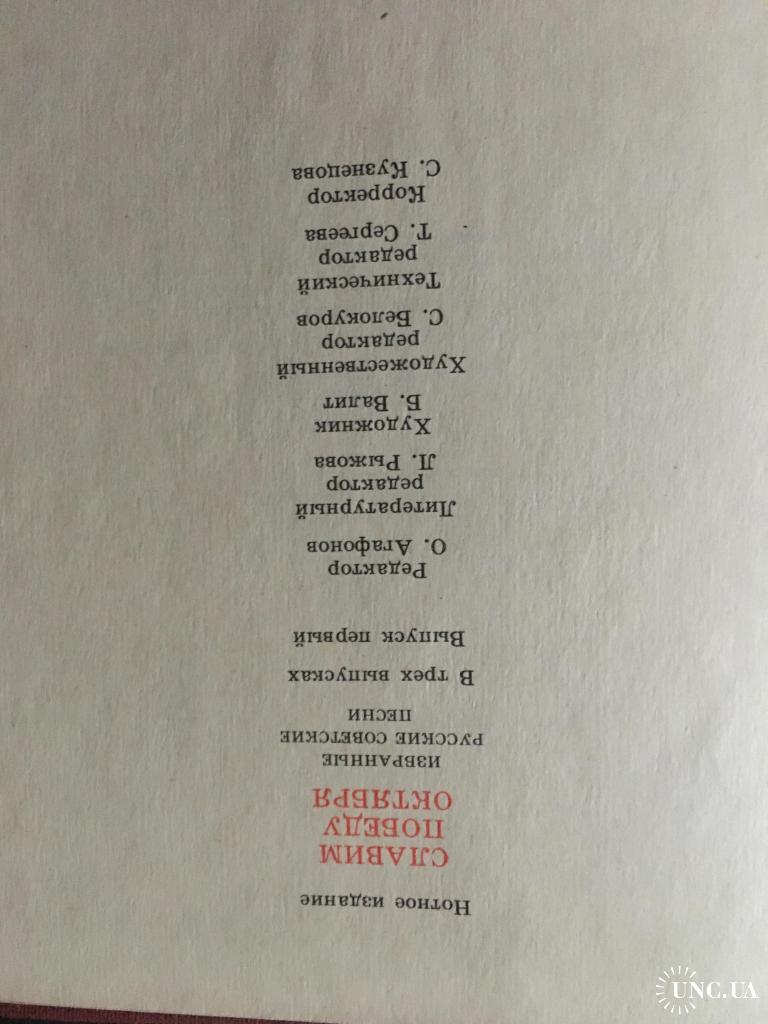 Нотное издание
СЛАВИМ
ПОБЕДУ
ОКТЯБРЯ
ИЗБРАННЫЕ
РУССКИЕ СОВЕТСКИЕ
ПЕСНИ
В трех выпусках
Выпуск первый
Редактор
О. Агафонов
Литературный
редактор
Л. Рыжова
Художник
Б. Валит
Художественный
редактор
С. Белокуров
Технический
редактор
Т. Сергеева
Корректор
С. Кузнецова
UNC.UA